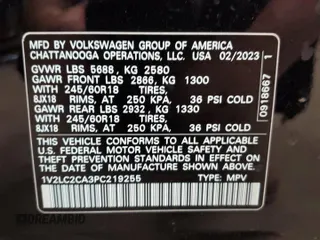 MFD BY VOLKSWAGEN GROUP OF AMERICA
CHATTANOOGA OPERATIONS, LLC. USA 02/2023
GVWR LBS 5688, KG 2580
GAWR FRONT LBS 2866, KG 1300
WITH 245/60R18 TIRES,
8JX18 RIMS, AT 250 KPA, 36 PSI COLD
GAWR REAR LBS 2932, KG 1330
WITH 245/60R18 TIRES,
8JX18 RIMS, AT 250 KPA, 36 PSI COLD
THIS VEHICLE CONFORMS TO ALL APPLICABLE
U.S. FEDERAL MOTOR VEHICLE SAFETY AND
THEFT PREVENTION STANDARDS IN EFFECT ON
THE DATE OF MANUFACTURE SHOWN ABOVE.
1V2LC2CA3PC219255 TYPE: MPV
0918667 1
© DREAMBID